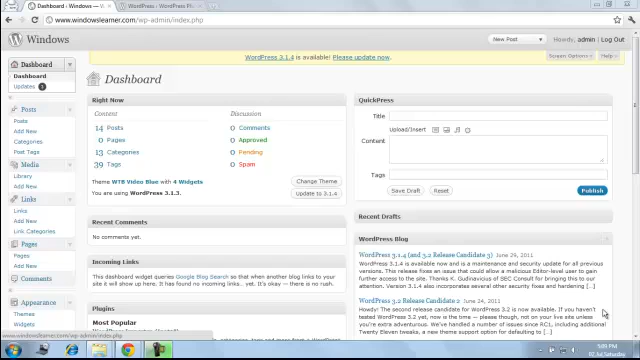 Dashboard ‹ Windows —
WordPress › WordPress Ph
www.windowslearner.com/wp-admin/index.php
Windows
New Post
Howdy, admin | Log Out
WordPress 3.1.4 is available! Please update now.
Screen Options
Help
Dashboard
Dashboard
Updates 1
Posts
Posts
Add New
Categories
Post Tags
Media
Library
Add New
Links
Links
Add New
Link Categories
Pages
Pages
Add New
Comments
Appearance
Themes
Widgets
Dashboard
Right Now
Content
Discussion
14 Posts
0 Comments
0 Pages
0 Approved
13 Categories
0 Pending
39 Tags
0 Spam
Theme WTB Video Blue with 4 Widgets
Change Theme
You are using WordPress 3.1.3.
Update to 3.1.4
Recent Comments
No comments yet.
Incoming Links
This dashboard widget queries Google Blog Search so that when another blog links to your
site it will show up here. It has found no incoming links… yet. It's okay — there is no rush.
Plugins
Most Popular
QuickPress
Title
Upload/Insert
Content
Tags
Save Draft
Reset
Publish
Recent Drafts
WordPress Blog
WordPress 3.1.4 (and 3.2 Release Candidate 3) June 29, 2011
WordPress 3.1.4 is available now and is a maintenance and security update for all previous
versions. This release fixes an issue that could allow a malicious Editor-level user to gain
further access to the site. Thanks K. Gudinavicius of SEC Consult for bringing this to our
attention. Version 3.1.4 also incorporates several other security fixes and hardening […]
WordPress 3.2 Release Candidate 2 June 24, 2011
Howdy! The second release candidate for WordPress 3.2 is now available. If you haven't
tested WordPress 3.2 yet, now is the time — please though, not on your live site unless
you're extra adventurous. We've handled a number of issues since RC1, including additional
Twenty Eleven tweaks, a new theme support option for defaulting to […]
www.windowslearner.com/wp-admin/index.php
5:09 PM
02,Jul,Saturday